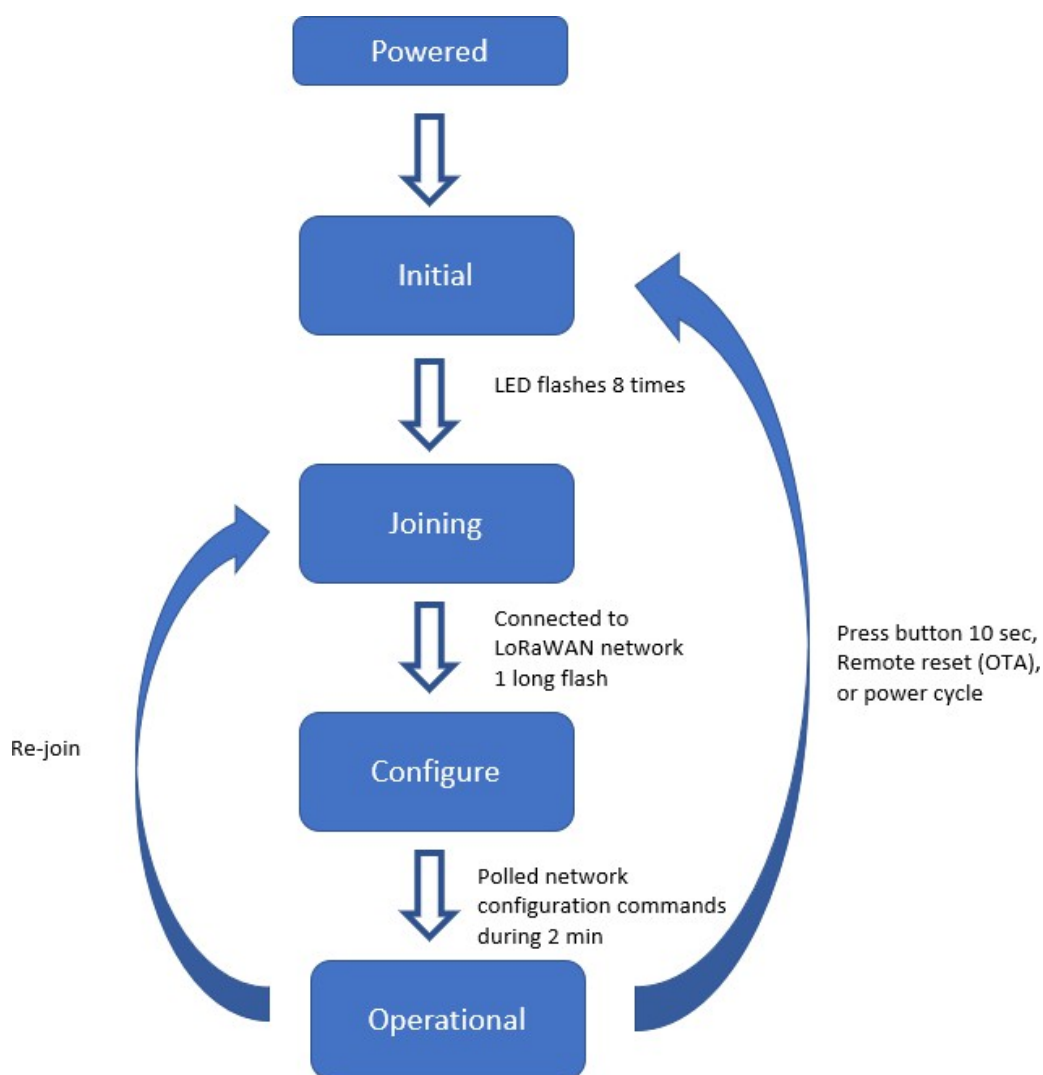 Powered
Initial
LED flashes 8 times
Joining
Connected to
LoRaWAN network
1 long flash
Press button 10 sec,
Remote reset (OTA),
or power cycle
Re-join
Configure
Polled network
configuration commands
during 2 min
Operational